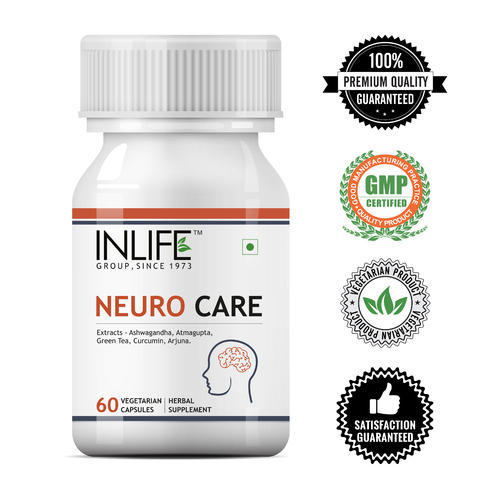 INLIFE™
GROUP, SINCE 1973
NEURO CARE
Extracts - Ashwagandha, Atmagupta,
Green Tea, Curcumin, Arjuna.
60 VEGETARIAN CAPSULES
HERBAL SUPPLEMENT
100%
PREMIUM QUALITY
GUARANTEED
GOOD MANUFACTURING PRACTICE
GMP
CERTIFIED
QUALITY PRODUCT
VEGETARIAN PRODUCT
VEGETARIAN PRODUCT
SATISFACTION
GUARANTEED